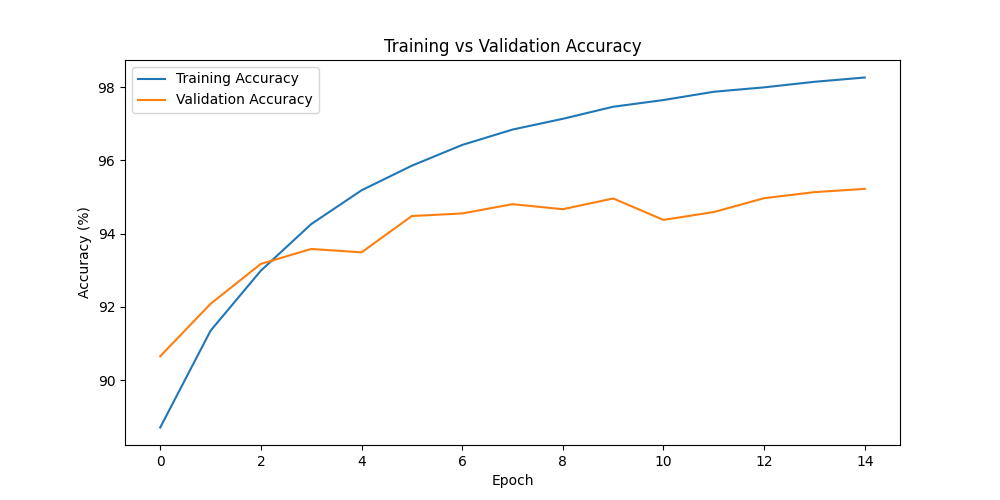 Training vs Validation Accuracy
Training Accuracy
Validation Accuracy
98
96
94
92
90
Accuracy (%)
0 2 4 6 8 10 12 14
Epoch